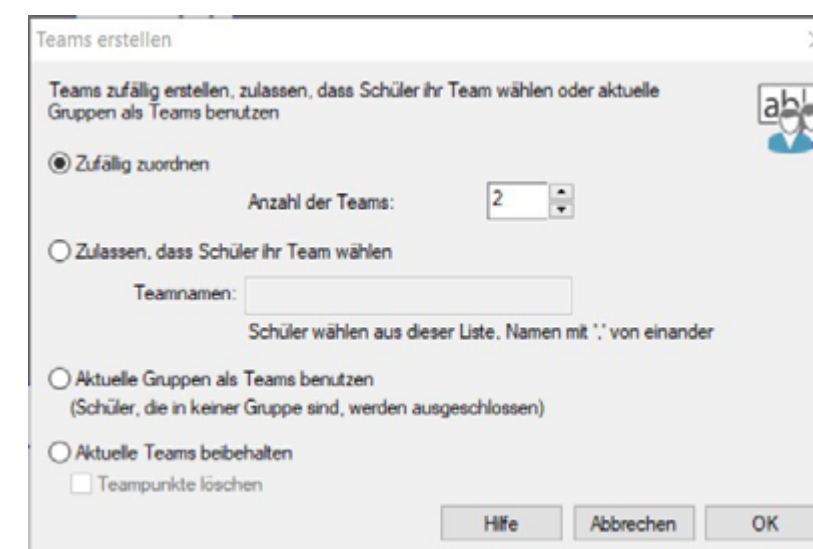 Teams erstellen
Teams zufällig erstellen, zulassen, dass Schüler ihr Team wählen oder aktuelle
Gruppen als Teams benutzen
ab
Zufällig zuordnen
Anzahl der Teams: 2
Zulassen, dass Schüler ihr Team wählen
Teamnamen:
Schüler wählen aus dieser Liste, Namen mit ',' von einander
Aktuelle Gruppen als Teams benutzen
(Schüler, die in keiner Gruppe sind, werden ausgeschlossen)
Aktuelle Teams beibehalten
Teampunkte löschen
Hilfe Abbrechen OK